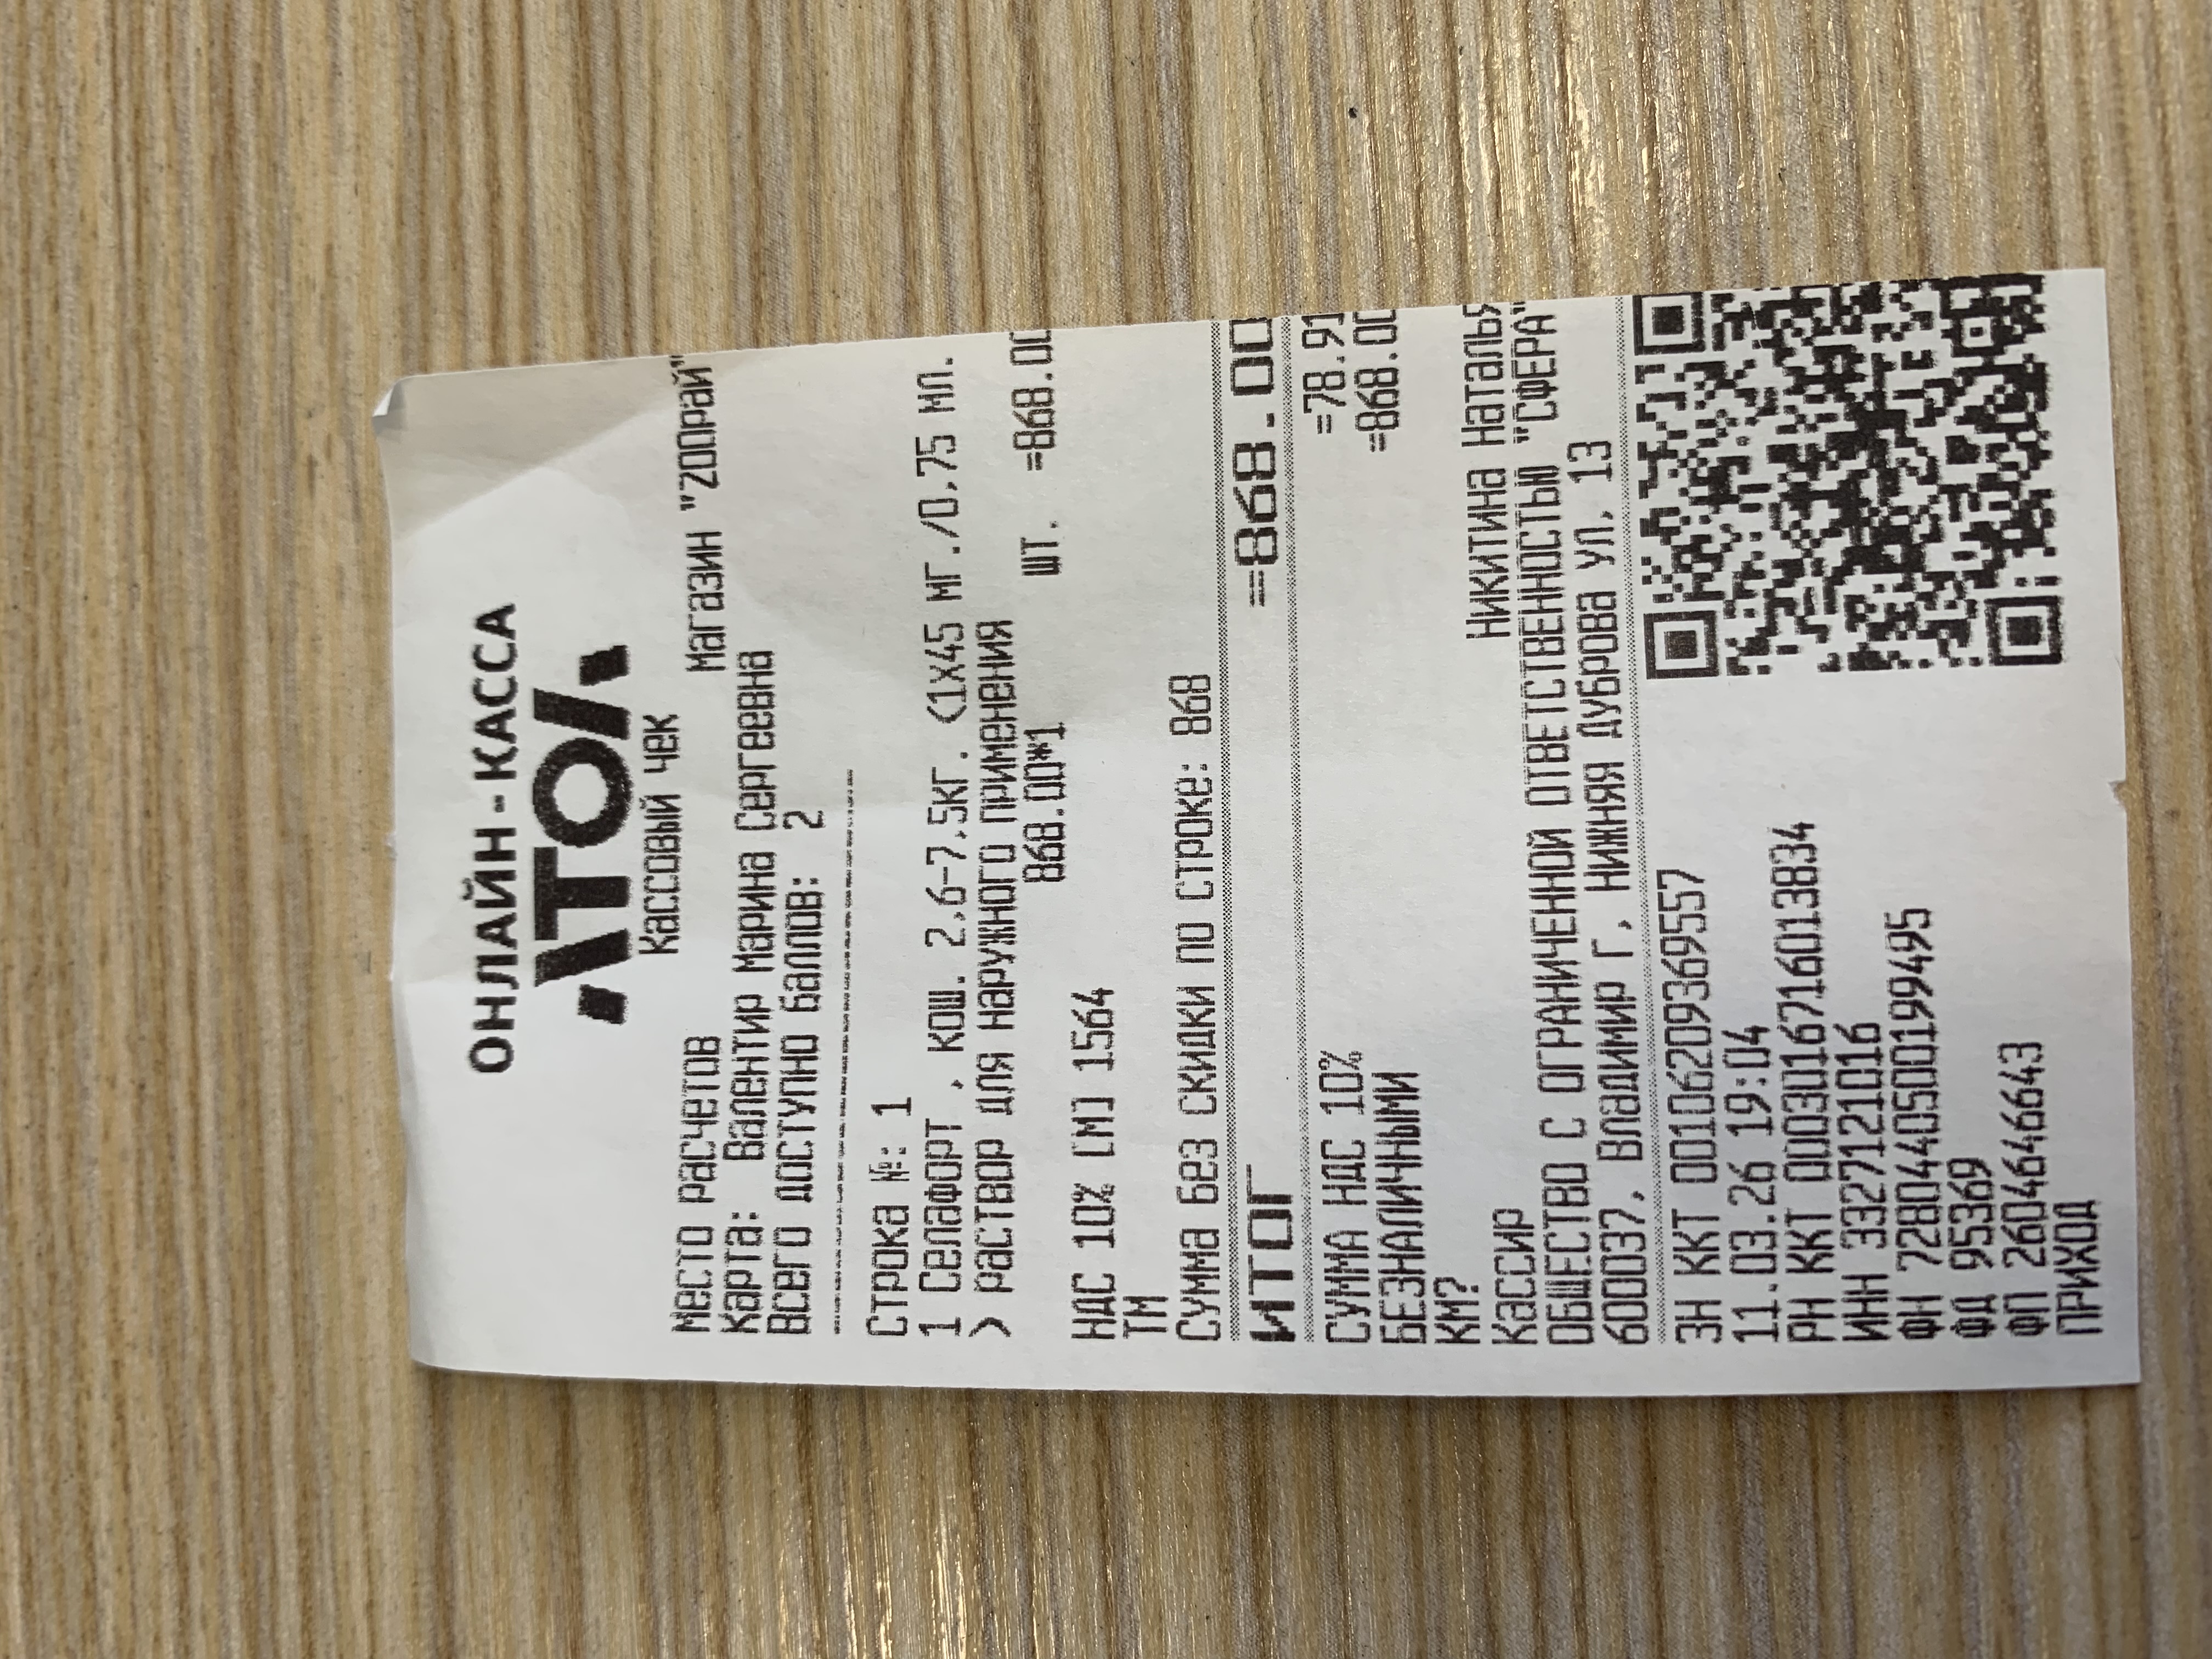 ОНЛАЙН-КАССА
АТОЛ
Кассовый чек
Место расчетов Магазин "ZООРАЙ"
Карта: Валентир Марина Сергеевна
Всего доступно баллов: 2
Строка №: 1
1 Селафорт , кош. 2,6-7,5кг. (1х45 мг./0,75 мл.
) раствор для наружного применения
868.00*1 шт. =868.00
НДС 10% [М] 1564
ТМ
Сумма без скидки по строке: 868
ИТОГ =868.00
СУММА НДС 10% =78.91
БЕЗНАЛИЧНЫМИ =868.00
КМ?
Кассир Никитина Наталья
ОБЩЕСТВО С ОГРАНИЧЕННОЙ ОТВЕТСТВЕННОСТЬЮ "СФЕРА"
600037, Владимир г, Нижняя Дуброва ул, 13
ЗН ККТ 00106209369557
11.03.26 19:04
РН ККТ 0003016716013834
ИНН 3327121016
ФН 7280440500199495
ФД 95369
ФП 2604646643
ПРИХОД